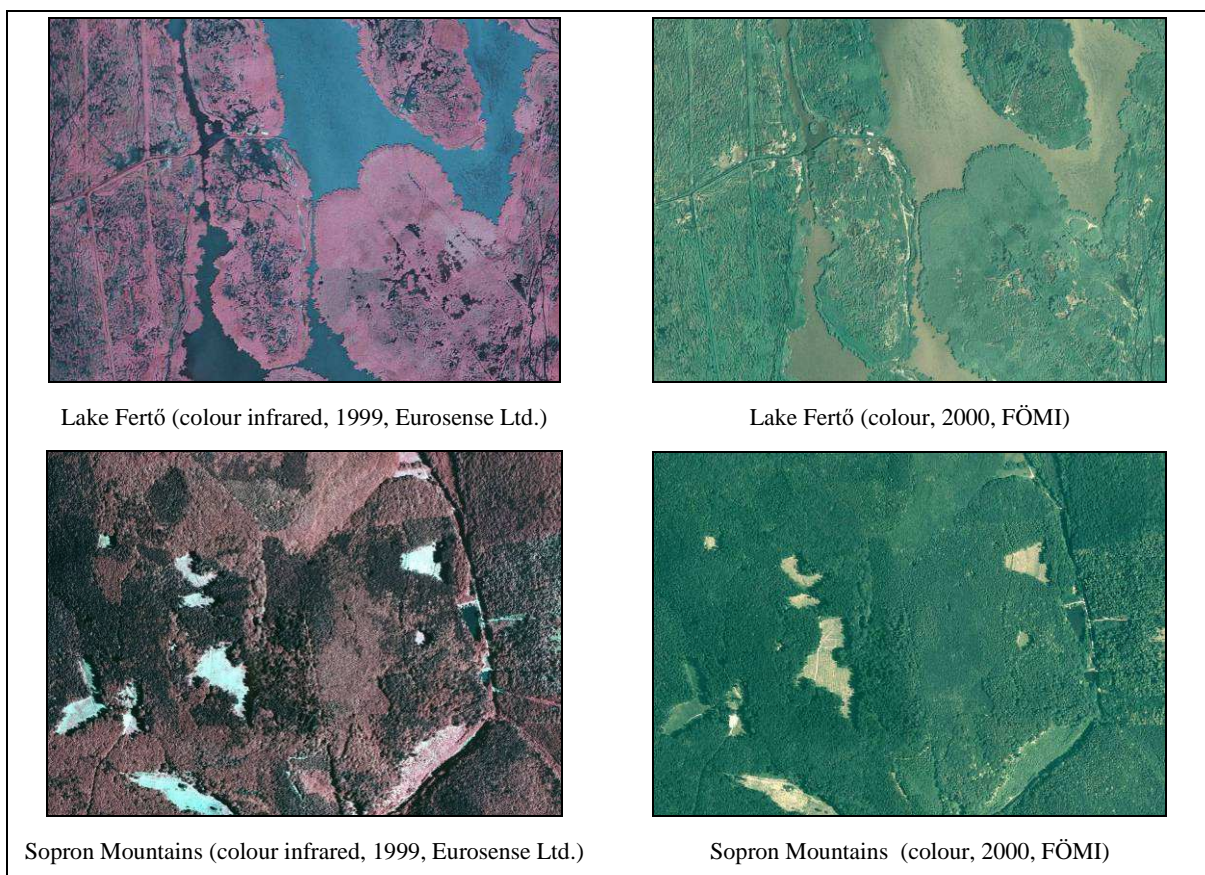 Lake Fertő (colour infrared, 1999, Eurosense Ltd.)
Lake Fertő (colour, 2000, FÖMI)
Sopron Mountains (colour infrared, 1999, Eurosense Ltd.)
Sopron Mountains (colour, 2000, FÖMI)